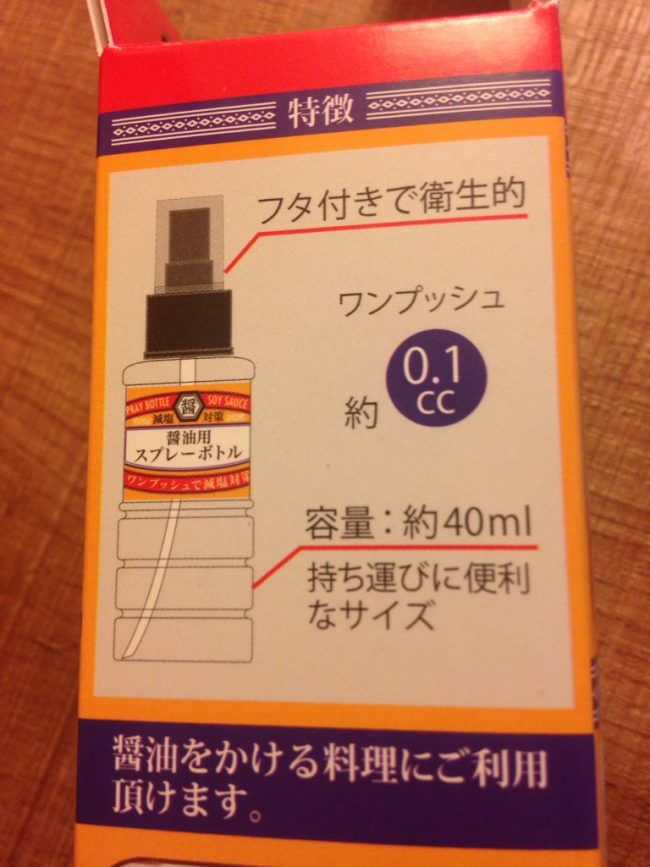 特徴
フタ付きで衛生的
ワンプッシュ
約 0.1
cc
PRAY BOTTLE 醤 SOY SAUCE
減塩 対策
醤油用
スプレーボトル
ワンプッシュで減塩対策
容量：約40ml
持ち運びに便利
なサイズ
醤油をかける料理にご利用
頂けます。